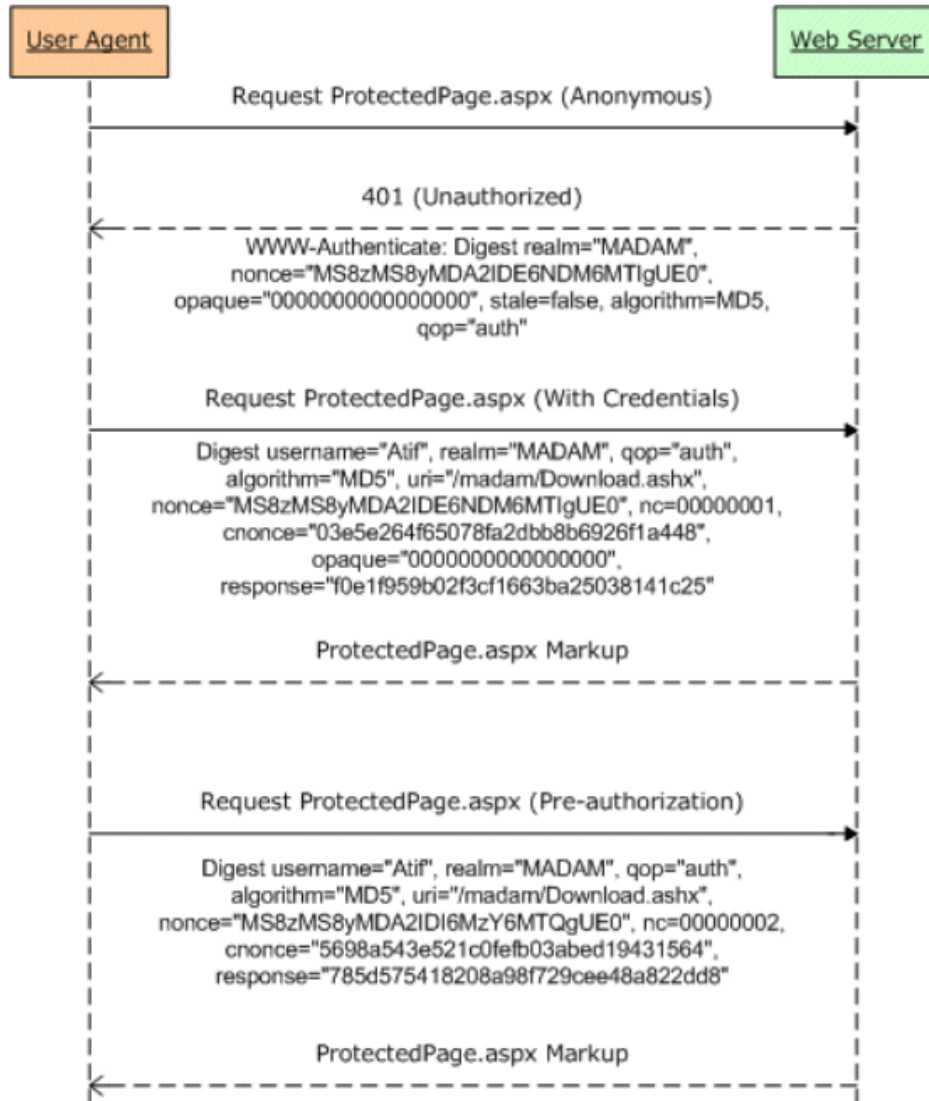 User Agent
Web Server
Request ProtectedPage.aspx (Anonymous)
401 (Unauthorized)
WWW-Authenticate: Digest realm="MADAM",
nonce="MS8zMS8yMDA2IDE6NDM6MTIgUE0",
opaque="0000000000000000", stale=false, algorithm=MD5,
qop="auth"
Request ProtectedPage.aspx (With Credentials)
Digest username="Atif", realm="MADAM", qop="auth",
algorithm="MD5", uri="/madam/Download.ashx",
nonce="MS8zMS8yMDA2IDE6NDM6MTIgUE0", nc=00000001,
cnonce="03e5e264f65078fa2dbb8b6926f1a448",
opaque="0000000000000000",
response="f0e1f959b02f3cf1663ba25038141c25"
ProtectedPage.aspx Markup
Request ProtectedPage.aspx (Pre-authorization)
Digest username="Atif", realm="MADAM", qop="auth",
algorithm="MD5", uri="/madam/Download.ashx",
nonce="MS8zMS8yMDA2IDI6MzY6MTQgUE0", nc=00000002,
cnonce="5698a543e521c0fefb03abed19431564",
response="785d575418208a98f729cee48a822dd8"
ProtectedPage.aspx Markup